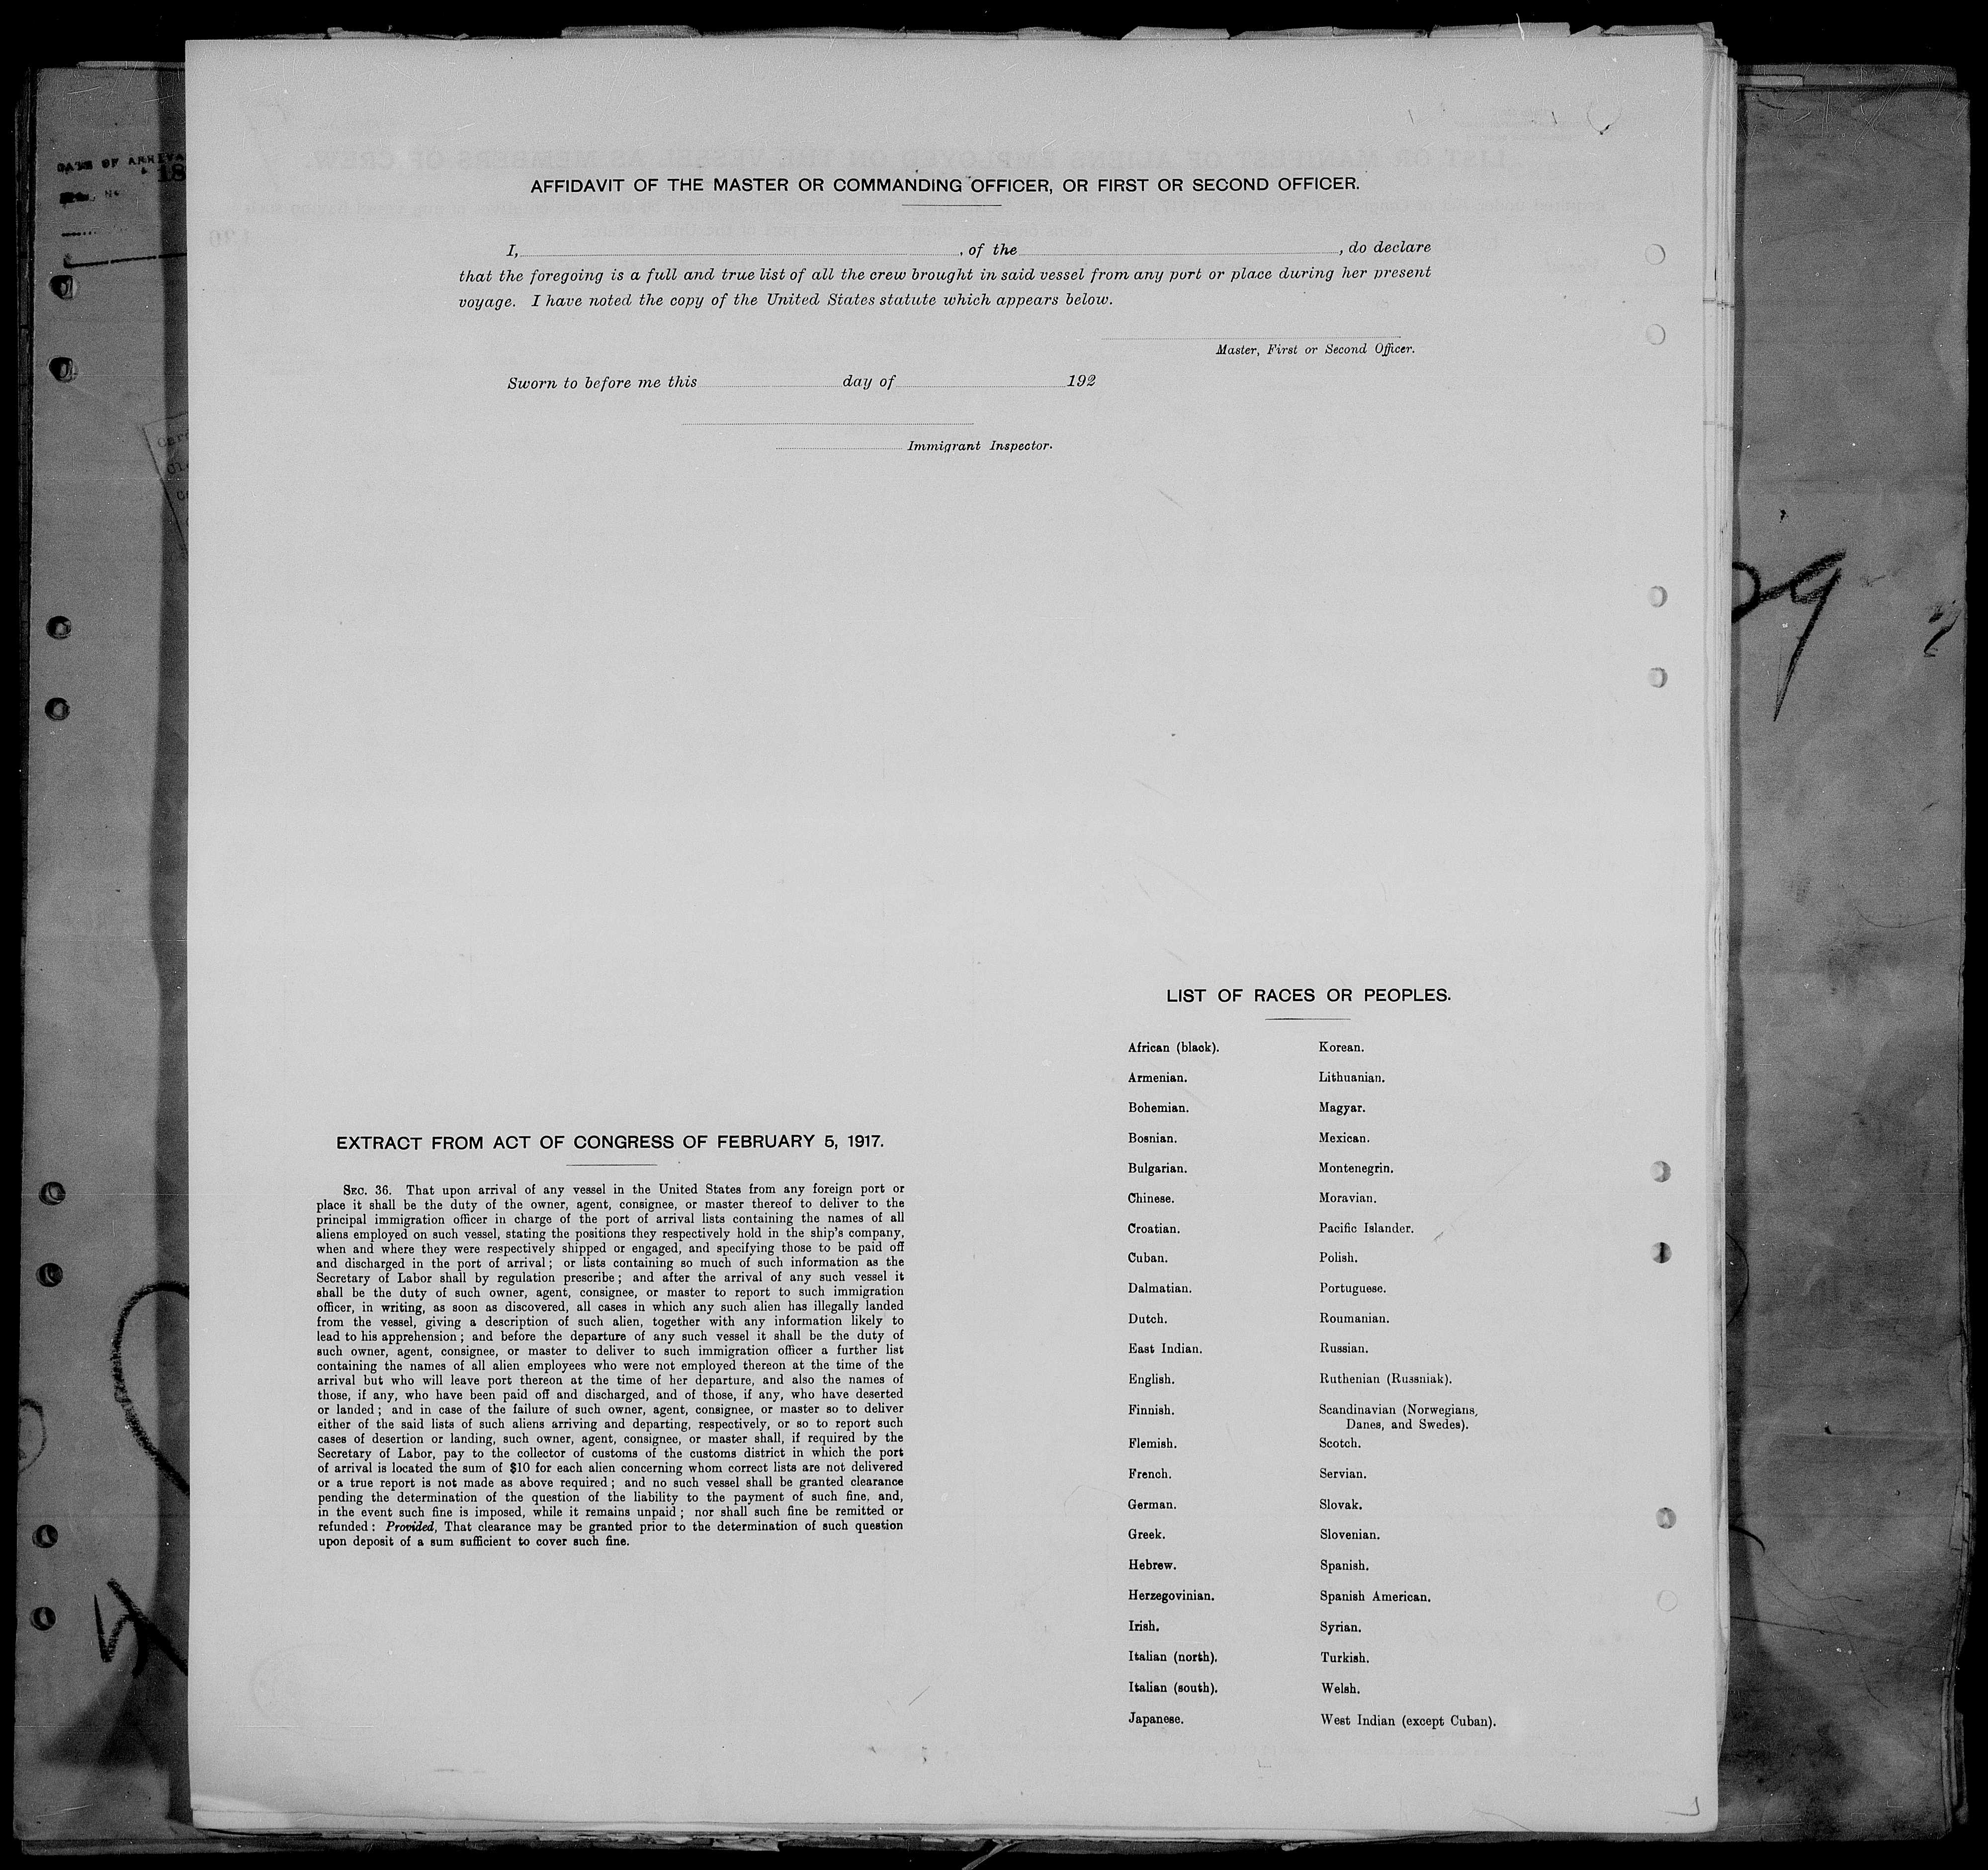 DATE OF ARRIVA
18
AFFIDAVIT OF THE MASTER OR COMMANDING OFFICER, OR FIRST OR SECOND OFFICER.
I, , of the , do declare
that the foregoing is a full and true list of all the crew brought in said vessel from any port or place during her present
voyage. I have noted the copy of the United States statute which appears below.
Master, First or Second Officer.
Sworn to before me this day of 192
Immigrant Inspector.
EXTRACT FROM ACT OF CONGRESS OF FEBRUARY 5, 1917.
SEC. 36. That upon arrival of any vessel in the United States from any foreign port or
place it shall be the duty of the owner, agent, consignee, or master thereof to deliver to the
principal immigration officer in charge of the port of arrival lists containing the names of all
aliens employed on such vessel, stating the positions they respectively hold in the ship's company,
when and where they were respectively shipped or engaged, and specifying those to be paid off
and discharged in the port of arrival; or lists containing so much of such information as the
Secretary of Labor shall by regulation prescribe; and after the arrival of any such vessel it
shall be the duty of such owner, agent, consignee, or master to report to such immigration
officer, in writing, as soon as discovered, all cases in which any such alien has illegally landed
from the vessel, giving a description of such alien, together with any information likely to
lead to his apprehension; and before the departure of any such vessel it shall be the duty of
such owner, agent, consignee, or master to deliver to such immigration officer a further list
containing the names of all alien employees who were not employed thereon at the time of the
arrival but who will leave port thereon at the time of her departure, and also the names of
those, if any, who have been paid off and discharged, and of those, if any, who have deserted
or landed; and in case of the failure of such owner, agent, consignee, or master so to deliver
either of the said lists of such aliens arriving and departing, respectively, or so to report such
cases of desertion or landing, such owner, agent, consignee, or master shall, if required by the
Secretary of Labor, pay to the collector of customs of the customs district in which the port
of arrival is located the sum of $10 for each alien concerning whom correct lists are not delivered
or a true report is not made as above required; and no such vessel shall be granted clearance
pending the determination of the question of the liability to the payment of such fine, and,
in the event such fine is imposed, while it remains unpaid; nor shall such fine be remitted or
refunded: Provided, That clearance may be granted prior to the determination of such question
upon deposit of a sum sufficient to cover such fine.
LIST OF RACES OR PEOPLES.
African (black).
Armenian.
Bohemian.
Bosnian.
Bulgarian.
Chinese.
Croatian.
Cuban.
Dalmatian.
Dutch.
East Indian.
English.
Finnish.
Flemish.
French.
German.
Greek.
Hebrew.
Herzegovinian.
Irish.
Italian (north).
Italian (south).
Japanese.
Korean.
Lithuanian.
Magyar.
Mexican.
Montenegrin.
Moravian.
Pacific Islander.
Polish.
Portuguese.
Roumanian.
Russian.
Ruthenian (Russniak).
Scandinavian (Norwegians,
Danes, and Swedes).
Scotch.
Servian.
Slovak.
Slovenian.
Spanish.
Spanish American.
Syrian.
Turkish.
Welsh.
West Indian (except Cuban).